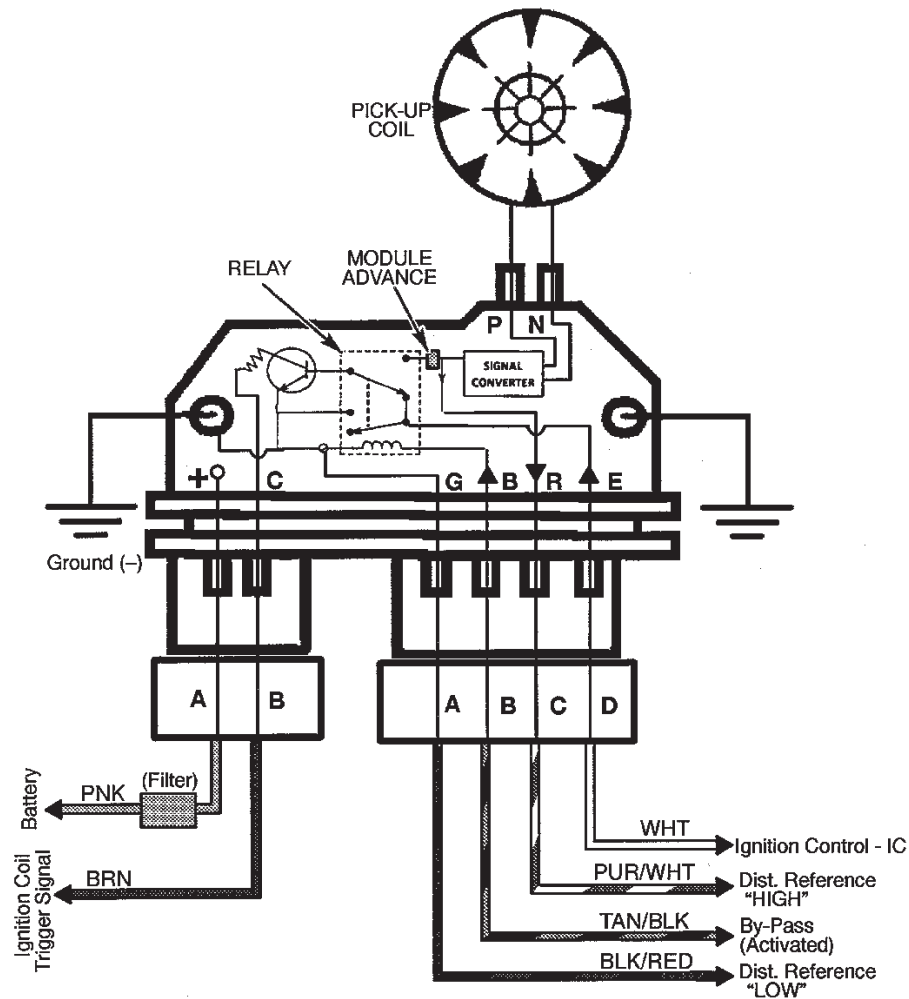 PICK-UP
COIL
MODULE
ADVANCE
RELAY
P N
SIGNAL
CONVERTER
+ C G B R E
Ground (–)
A B A B C D
Battery
PNK
(Filter)
Ignition Coil
Trigger Signal
BRN
WHT
Ignition Control - IC
PUR/WHT
Dist. Reference
"HIGH"
TAN/BLK
By-Pass
(Activated)
BLK/RED
Dist. Reference
"LOW"